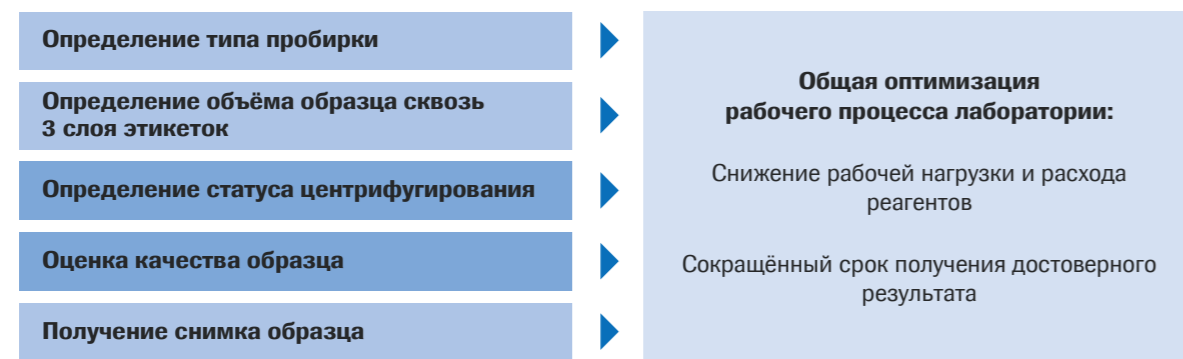 Определение типа пробирки
Определение объёма образца сквозь
3 слоя этикеток
Определение статуса центрифугирования
Оценка качества образца
Получение снимка образца
Общая оптимизация
рабочего процесса лаборатории:
Снижение рабочей нагрузки и расхода
реагентов
Сокращённый срок получения достоверного
результата